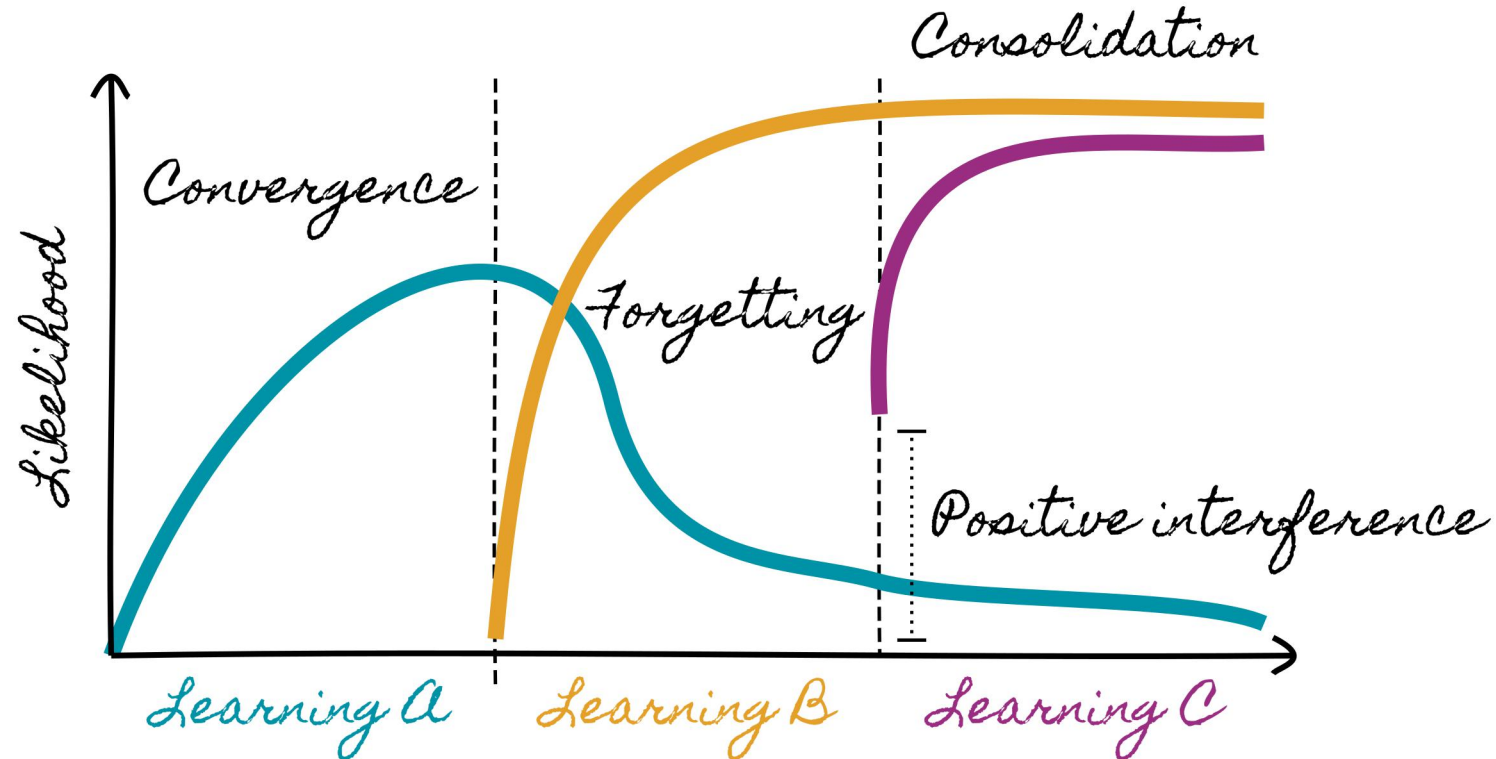 Consolidation
Convergence
Likelihood
Forgetting
Positive interference
Learning A
Learning B
Learning C